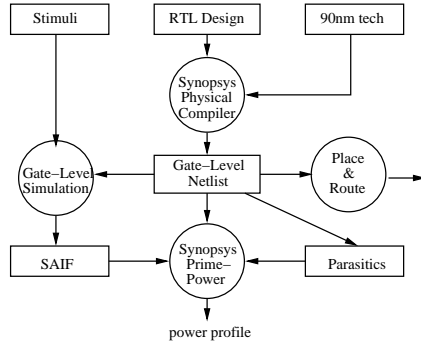 Stimuli
RTL Design
90nm tech
Synopsys
Physical
Compiler
Gate–Level
Simulation
Gate–Level
Netlist
Place
&
Route
SAIF
Synopsys
Prime–
Power
Parasitics
power profile